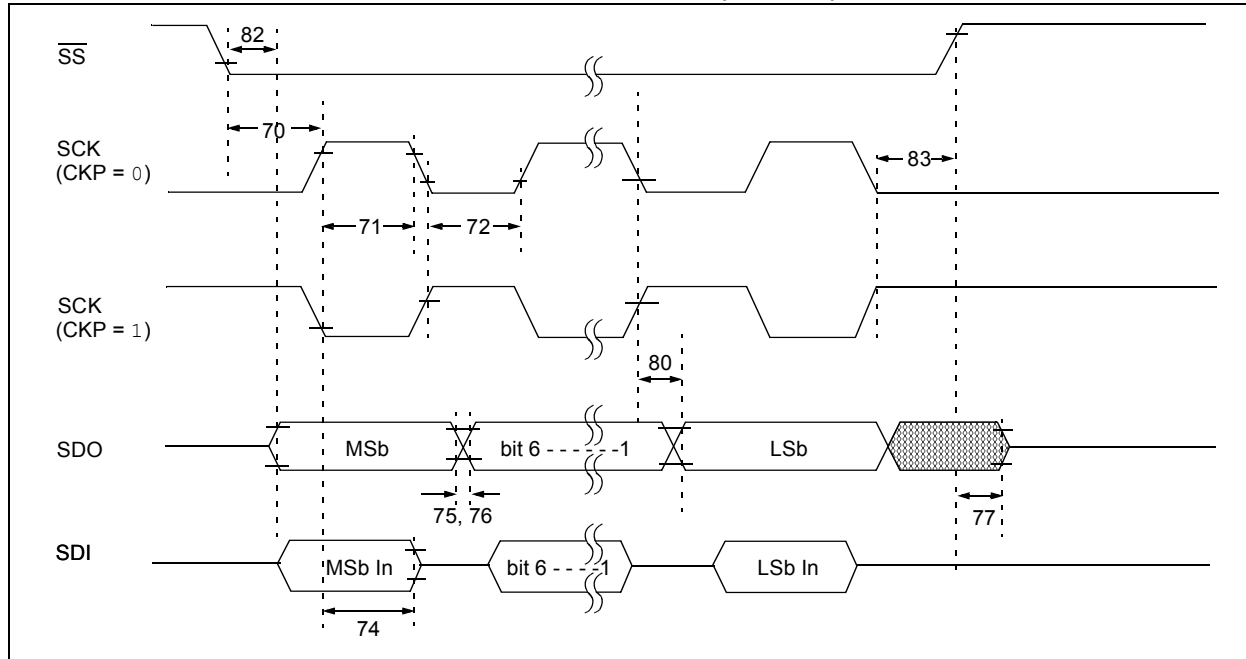 SS
82
70
SCK
(CKP = 0)
83
71
72
SCK
(CKP = 1)
80
SDO
MSb
bit 6 - - - - - -1
LSb
75, 76
77
SDI
MSb In
bit 6 - - - - -1
LSb In
74